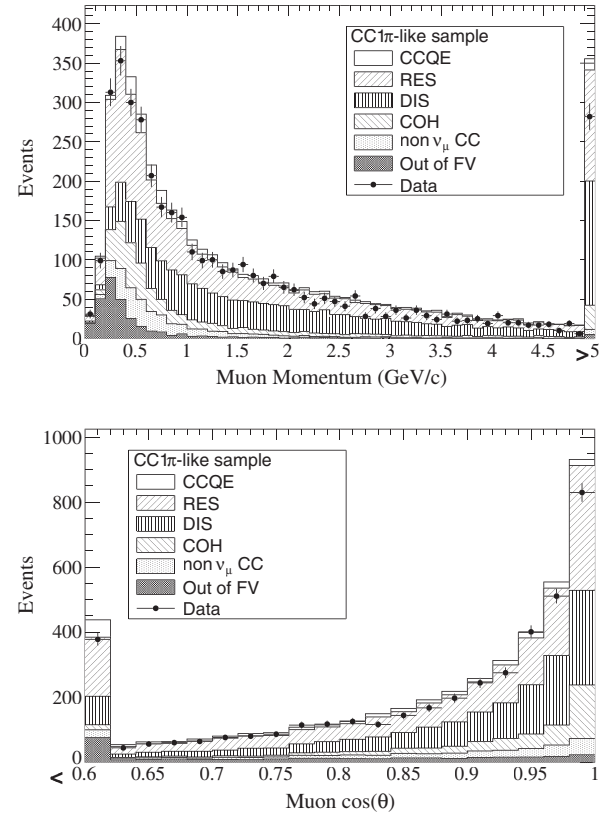 400
350
300
250
200
150
100
50
0
Events
CC1π-like sample
CCQE
RES
DIS
COH
non νμ CC
Out of FV
Data
0 0.5 1 1.5 2 2.5 3 3.5 4 4.5 > 5
Muon Momentum (GeV/c)
1000
800
600
400
200
0
Events
CC1π-like sample
CCQE
RES
DIS
COH
non νμ CC
Out of FV
Data
< 0.6 0.65 0.7 0.75 0.8 0.85 0.9 0.95 1
Muon cos(θ)